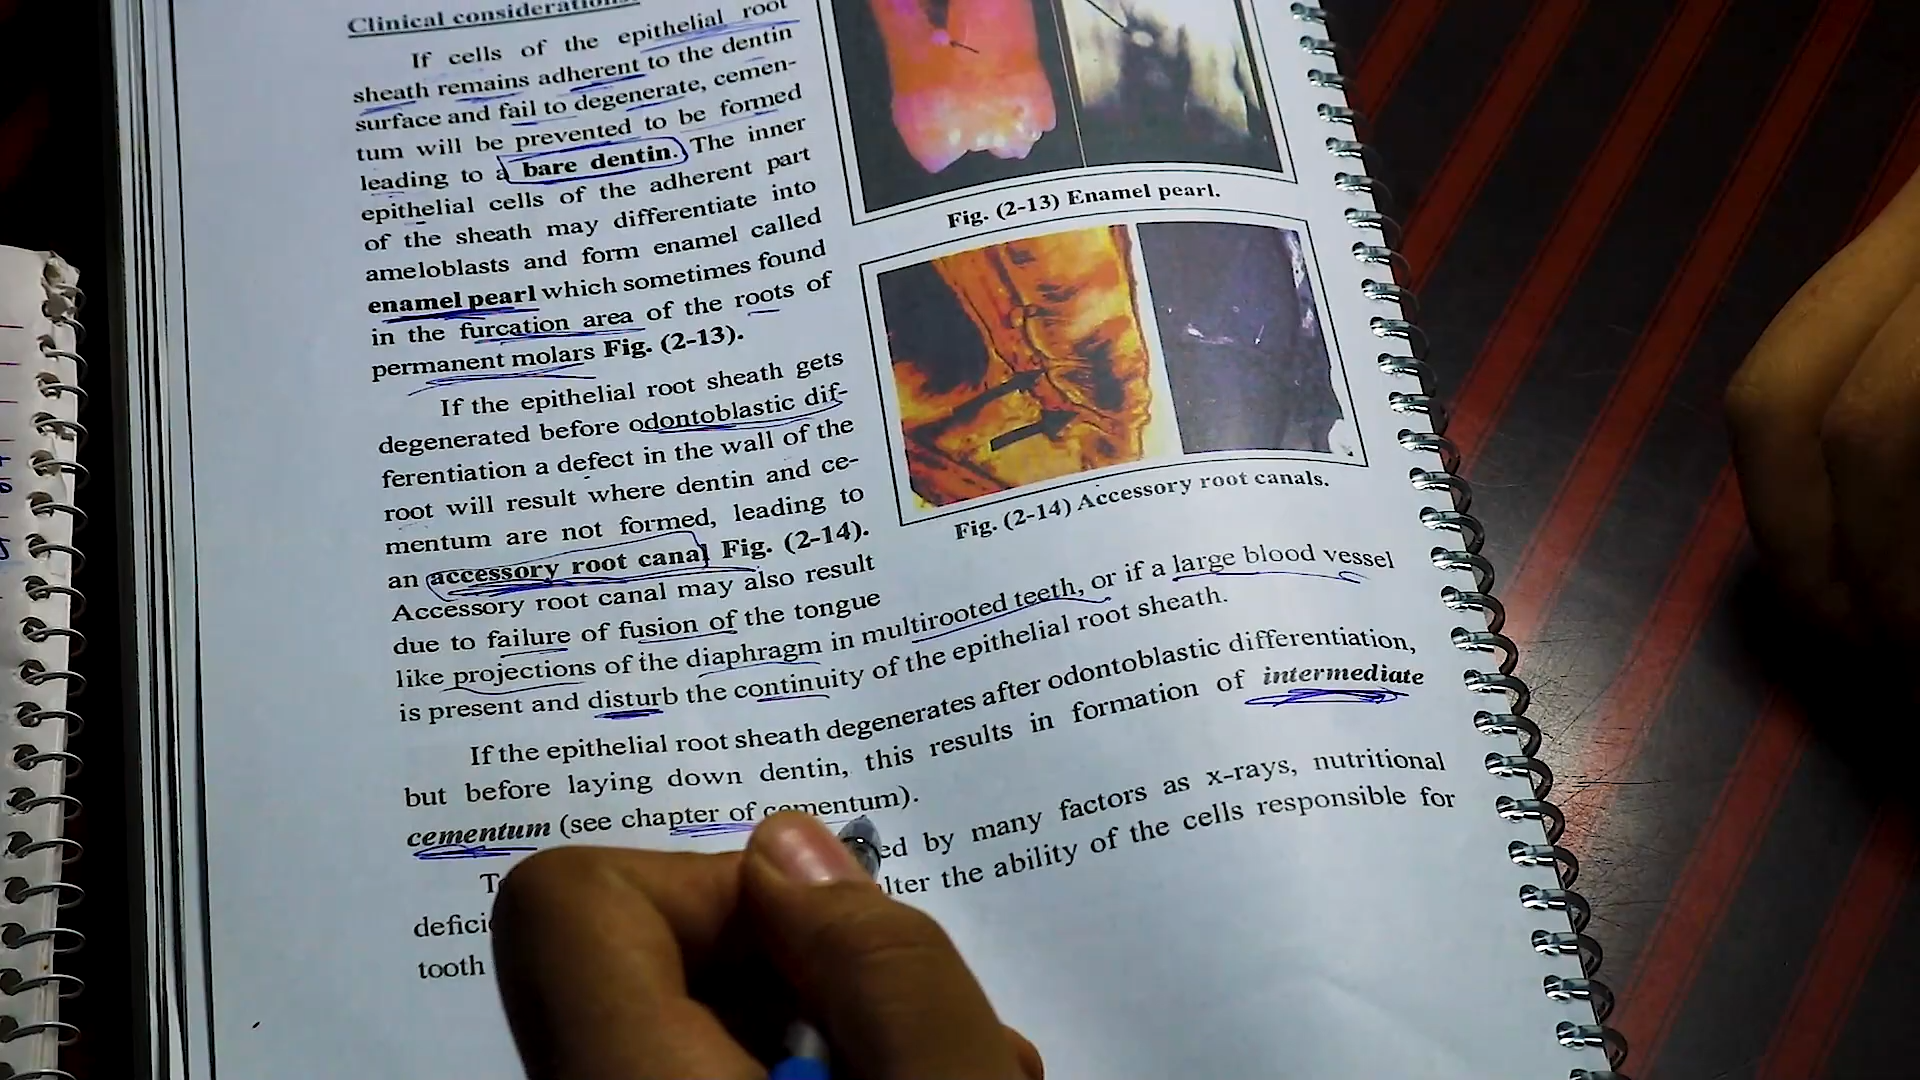 Clinical considerations
If cells of the epithelial root
sheath remains adherent to the dentin
surface and fail to degenerate, cemen-
tum will be prevented to be formed
leading to a bare dentin. The inner
epithelial cells of the adherent part
of the sheath may differentiate into
ameloblasts and form enamel called
enamel pearl which sometimes found
in the furcation area of the roots of
permanent molars Fig. (2-13).
If the epithelial root sheath gets
degenerated before odontoblastic dif-
ferentiation a defect in the wall of the
root will result where dentin and ce-
mentum are not formed, leading to
an accessory root canal Fig. (2-14).
Accessory root canal may also result
due to failure of fusion of the tongue
like projections of the diaphragm in multirooted teeth, or if a large blood vessel
is present and disturb the continuity of the epithelial root sheath.
If the epithelial root sheath degenerates after odontoblastic differentiation,
but before laying down dentin, this results in formation of intermediate
cementum (see chapter of cementum).
by many factors as x-rays, nutritional
the ability of the cells responsible for
tooth
Fig. (2-13) Enamel pearl.
Fig. (2-14) Accessory root canals.